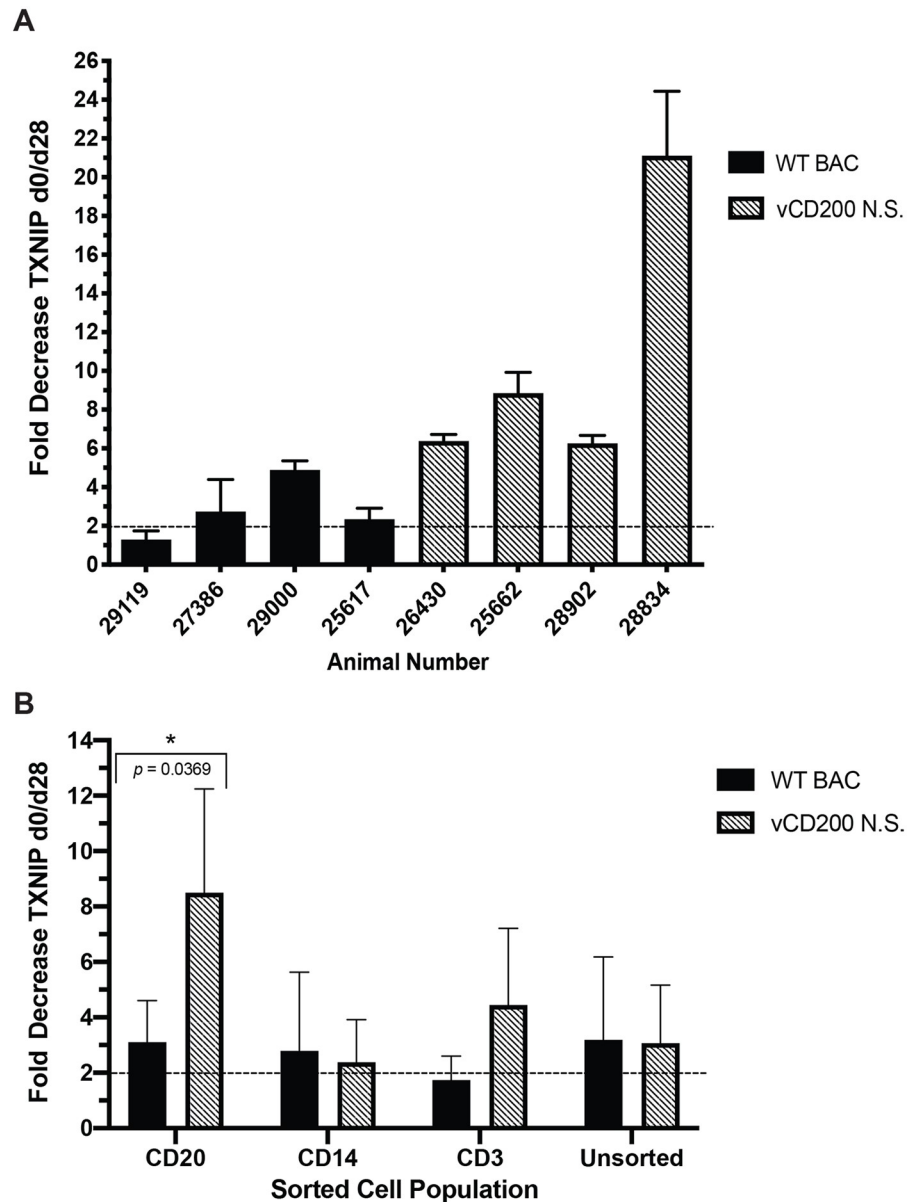 A
Fold Decrease TXNIP d0/d28
26
24
22
20
18
16
14
12
10
8
6
4
2
0
WT BAC
vCD200 N.S.
29119
27386
29000
25617
26430
25662
28902
28834
Animal Number
B
Fold Decrease TXNIP d0/d28
14
12
10
8
6
4
2
0
*
p = 0.0369
WT BAC
vCD200 N.S.
CD20
CD14
CD3
Unsorted
Sorted Cell Population